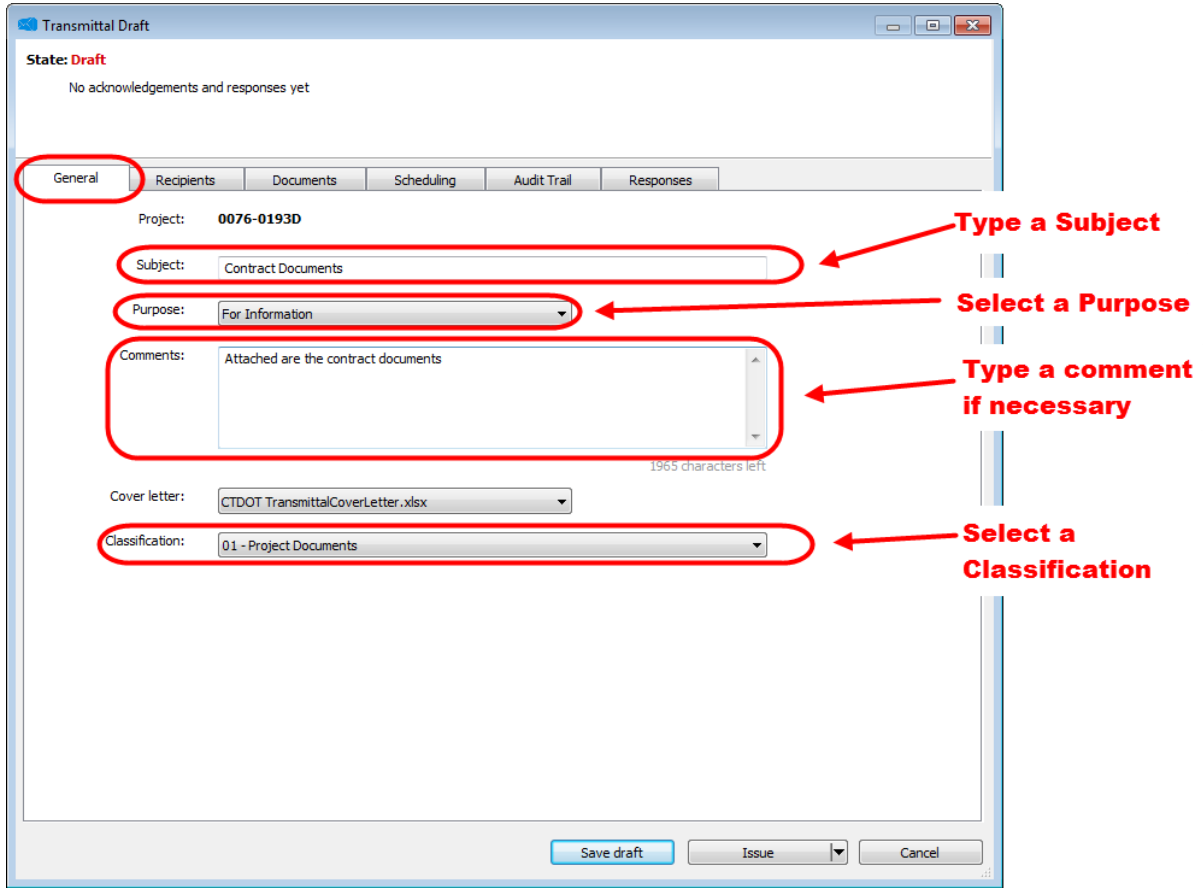 Transmittal Draft
State: Draft
No acknowledgements and responses yet
General Recipients Documents Scheduling Audit Trail Responses
Project: 0076-0193D
Type a Subject
Subject: Contract Documents
Select a Purpose
Purpose: For Information
Comments: Attached are the contract documents
Type a comment
if necessary
1965 characters left
Cover letter: CTDOT TransmittalCoverLetter.xlsx
Select a
Classification: 01 - Project Documents
Classification
Save draft Issue Cancel